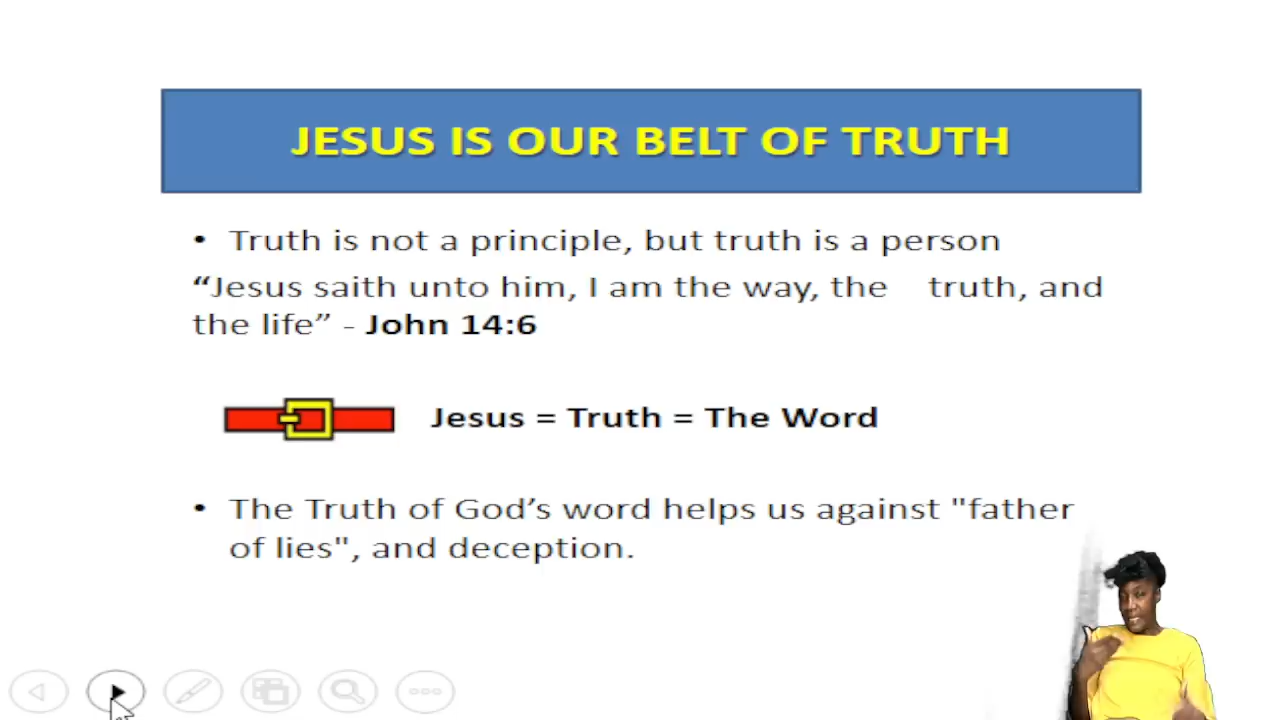 JESUS IS OUR BELT OF TRUTH
• Truth is not a principle, but truth is a person
“Jesus saith unto him, I am the way, the truth, and
the life” - John 14:6
Jesus = Truth = The Word
• The Truth of God’s word helps us against "father
of lies", and deception.